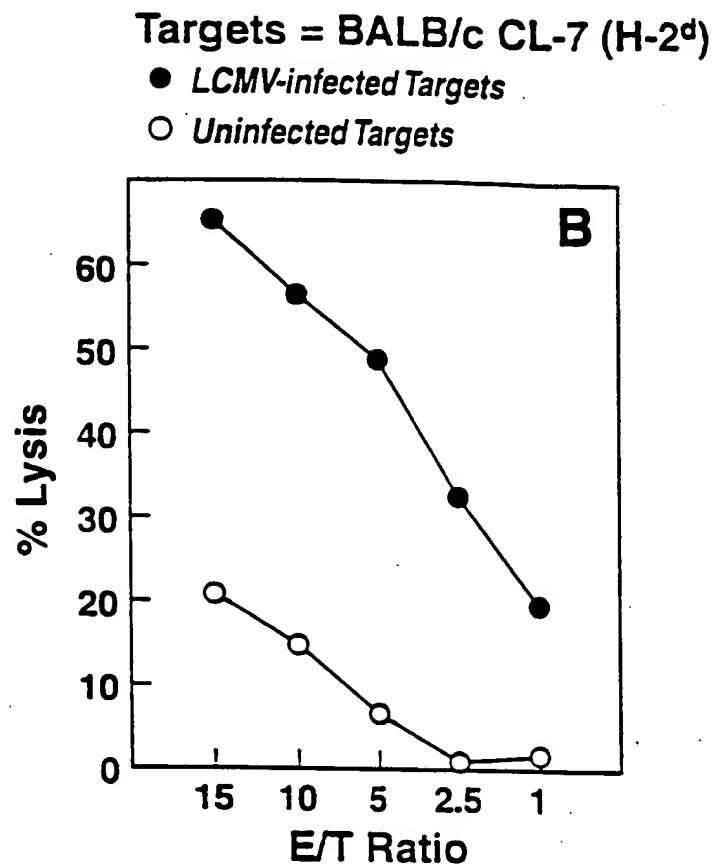 Targets = BALB/c CL-7 (H-2ᵈ)
● LCMV-infected Targets
○ Uninfected Targets
B
60
50
40
30
20
10
0
% Lysis
15 10 5 2.5 1
E/T Ratio